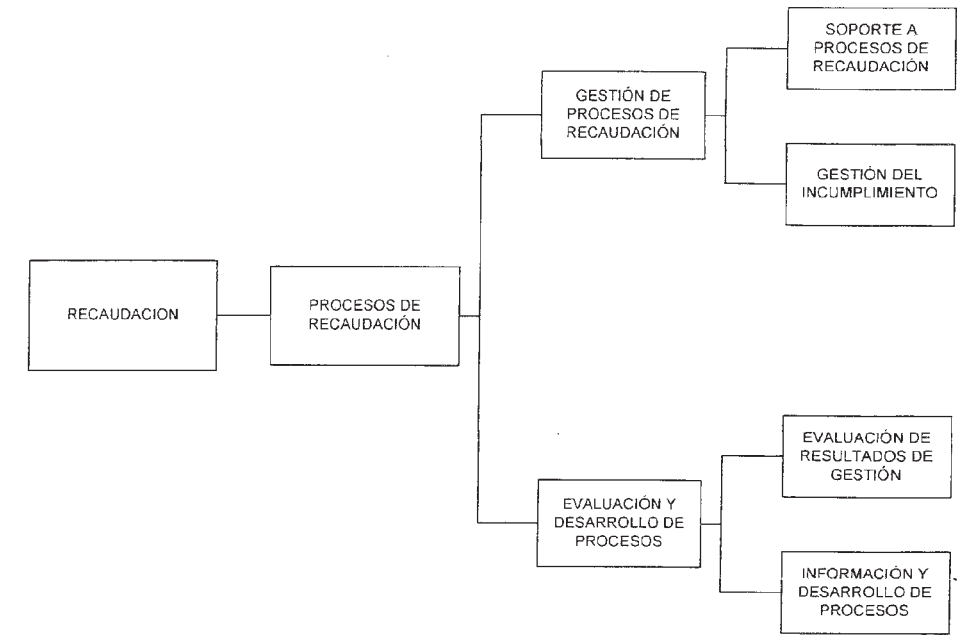 SOPORTE A
PROCESOS DE
RECAUDACIÓN
GESTIÓN DE
PROCESOS DE
RECAUDACIÓN
GESTIÓN DEL
INCUMPLIMIENTO
RECAUDACION
PROCESOS DE
RECAUDACIÓN
EVALUACIÓN DE
RESULTADOS DE
GESTIÓN
EVALUACIÓN Y
DESARROLLO DE
PROCESOS
INFORMACIÓN Y
DESARROLLO DE
PROCESOS